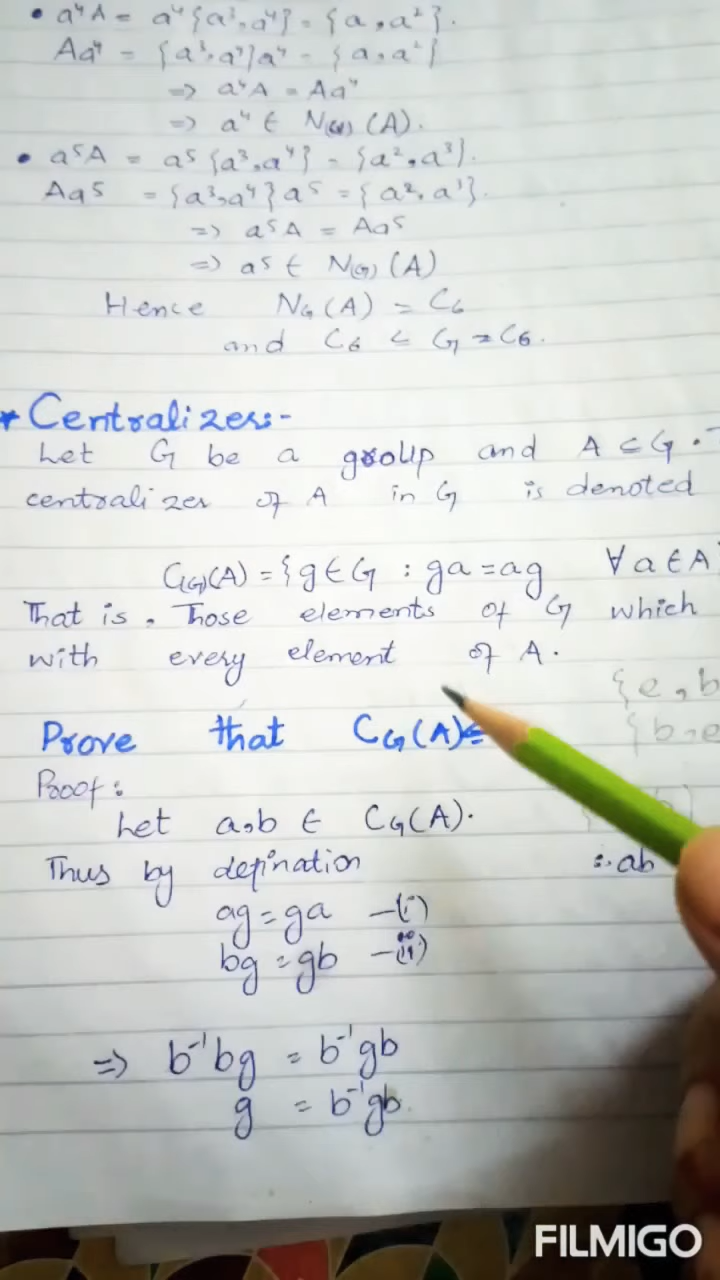 • a⁴A = a⁴{a³,a⁴} = {a,a²}.
Aa⁴ = {a³,a⁴}a⁴ = {a,a²}
=> a⁴A = Aa⁴
=> a⁴ ∈ N(G)(A).
• a⁵A = a⁵{a³,a⁴} = {a²,a³}.
Aa⁵ = {a³,a⁴}a⁵ = {a²,a³}.
=> a⁵A = Aa⁵
=> a⁵ ∈ N(G)(A)
Hence N_G(A) = C₆
and C₆ < G = C₆.
* Centralizer:-
Let G be a group and A ⊂ G.
centralizer of A in G is denoted
C(G)(A) = {g∈G : ga=ag ∀a∈A
That is. Those elements of G which
with every element of A.
{e,b
Prove that C_G(A)≤
{b,e
Proof:
Let a,b ∈ C_G(A).
Thus by defination ∴ab
ag=ga -(i)
bg=gb -(ii)
=> b⁻¹bg = b⁻¹gb
g = b⁻¹gb.
FILMIGO